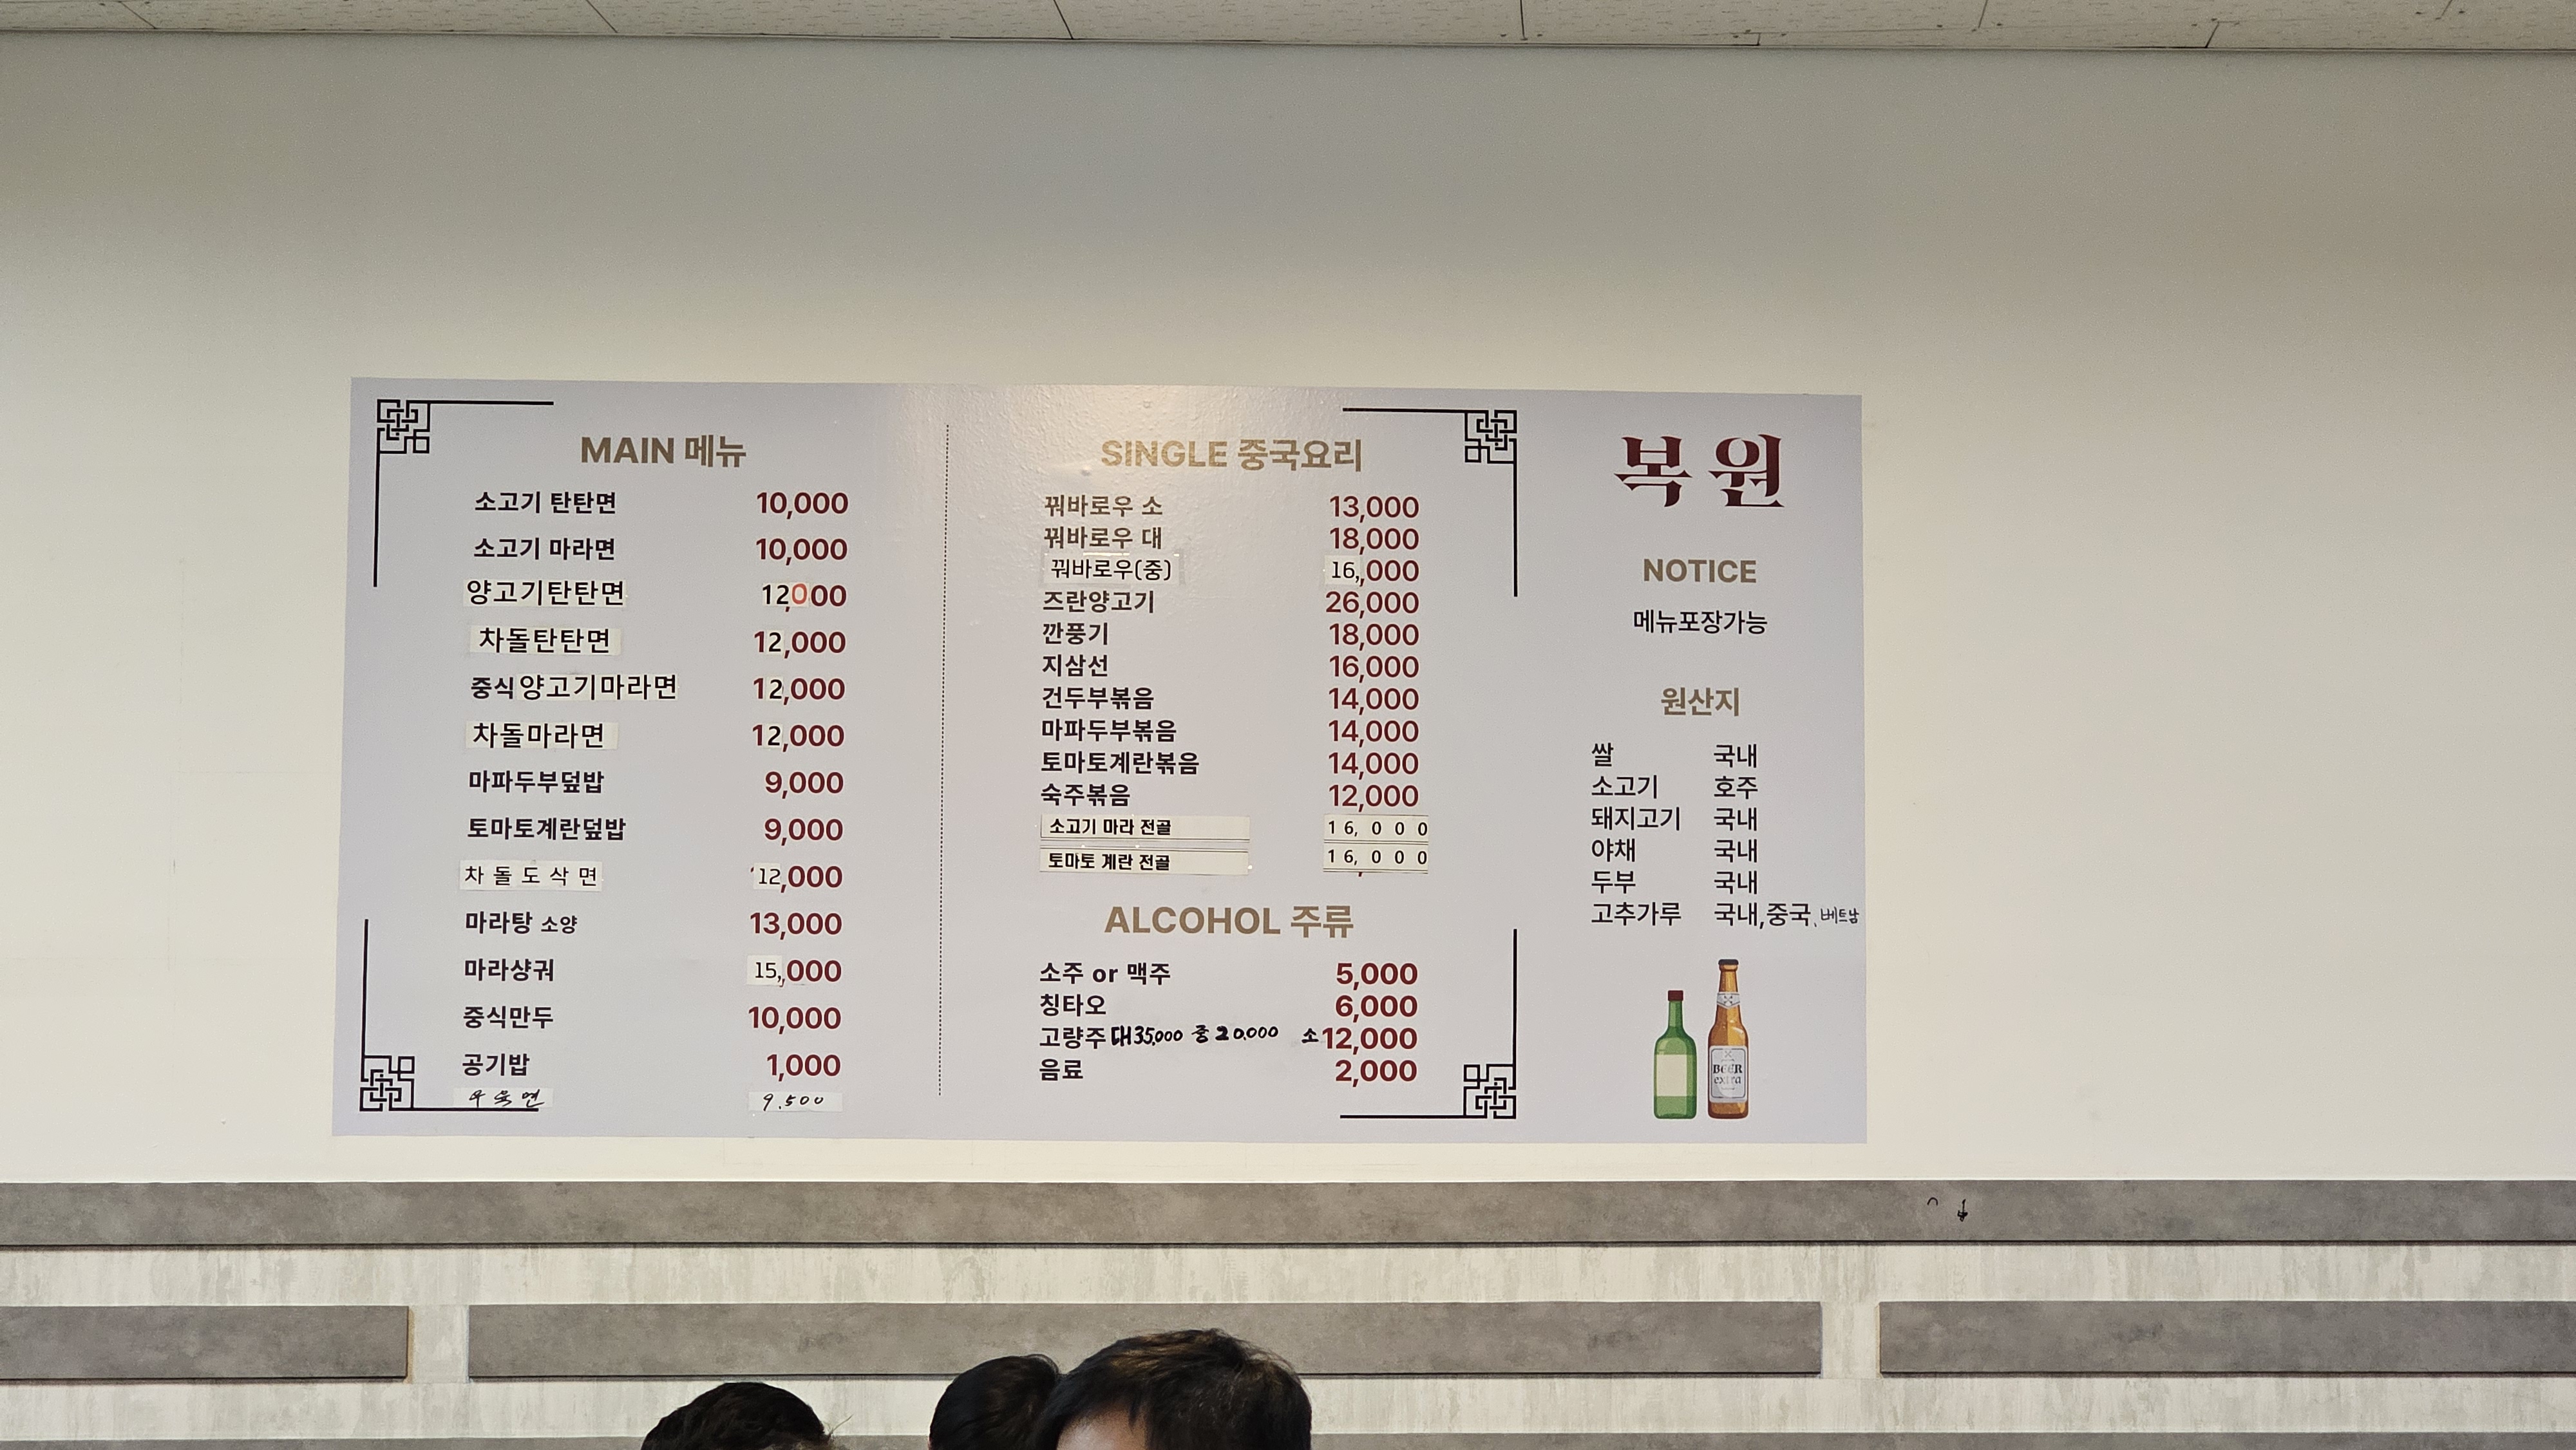 MAIN 메뉴
소고기 탄탄면 10,000
소고기 마라면 10,000
양고기탄탄면 12,000
차돌탄탄면 12,000
중식양고기마라면 12,000
차돌마라면 12,000
마파두부덮밥 9,000
토마토계란덮밥 9,000
차돌도삭면 12,000
마라탕 소양 13,000
마라샹궈 15,000
중식만두 10,000
공기밥 1,000
우육면 9.500
SINGLE 중국요리
꿔바로우 소 13,000
꿔바로우 대 18,000
꿔바로우(중) 16,000
즈란양고기 26,000
깐풍기 18,000
지삼선 16,000
건두부볶음 14,000
마파두부볶음 14,000
토마토계란볶음 14,000
숙주볶음 12,000
소고기 마라 전골 16,000
토마토 계란 전골 16,000
ALCOHOL 주류
소주 or 맥주 5,000
칭타오 6,000
고량주 대35,000 중20,000 소12,000
음료 2,000
복원
NOTICE
메뉴포장가능
원산지
쌀 국내
소고기 호주
돼지고기 국내
야채 국내
두부 국내
고추가루 국내,중국, 베트남
BEER
extra